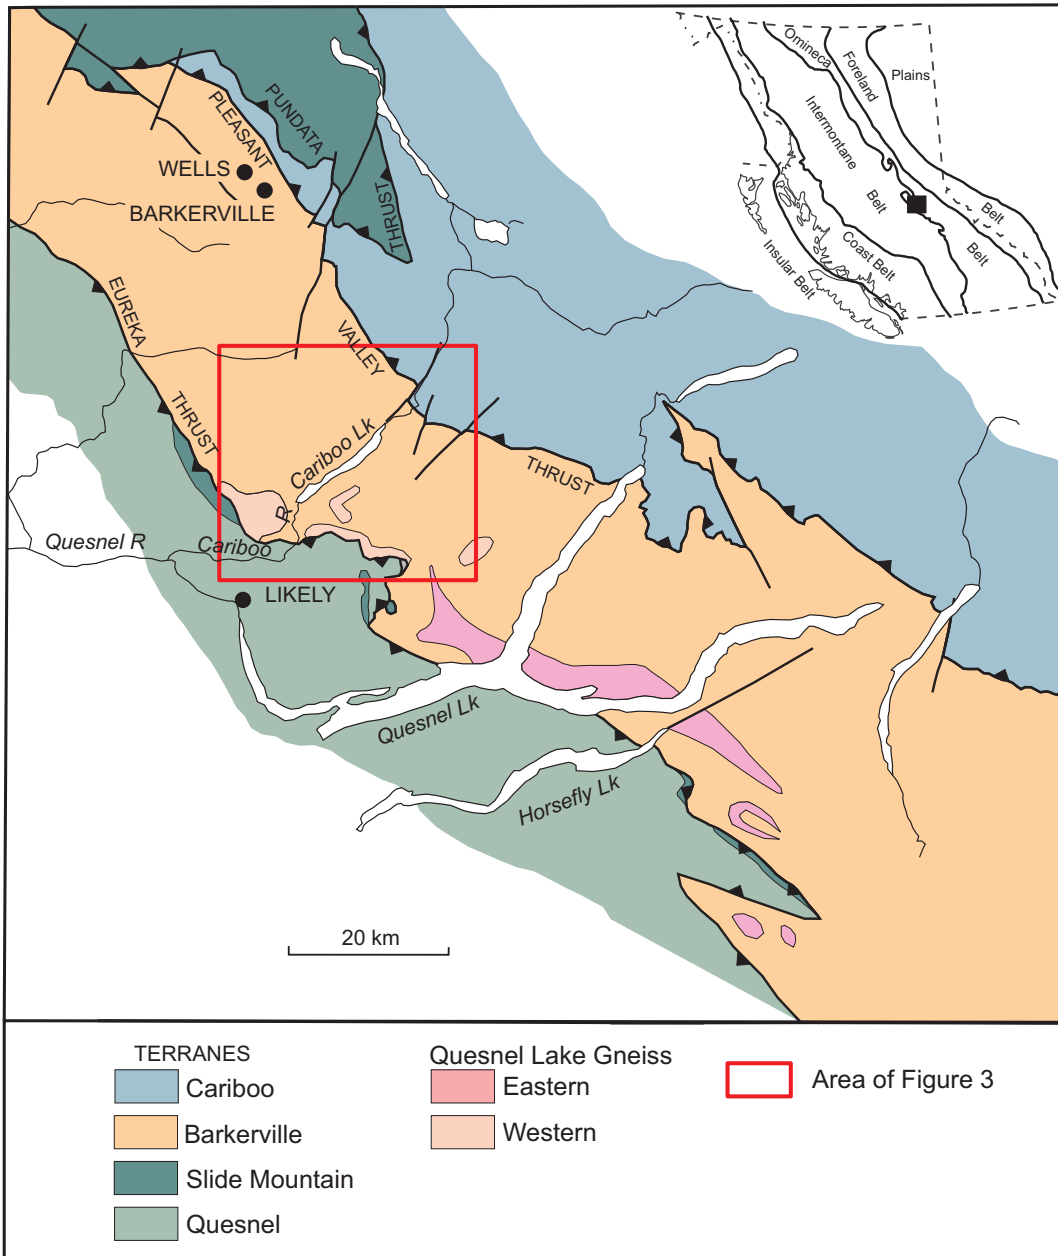 Omineca
Foreland
Plains
Intermontane
Belt
Belt
Belt
Coast Belt
Insular Belt
PUNDATA
THRUST
PLEASANT
WELLS
BARKERVILLE
VALLEY
THRUST
EUREKA
THRUST
Cariboo Lk
R
Cariboo
Quesnel R
LIKELY
Quesnel Lk
Horsefly Lk
20 km
TERRANES
Cariboo
Barkerville
Slide Mountain
Quesnel
Quesnel Lake Gneiss
Eastern
Western
Area of Figure 3